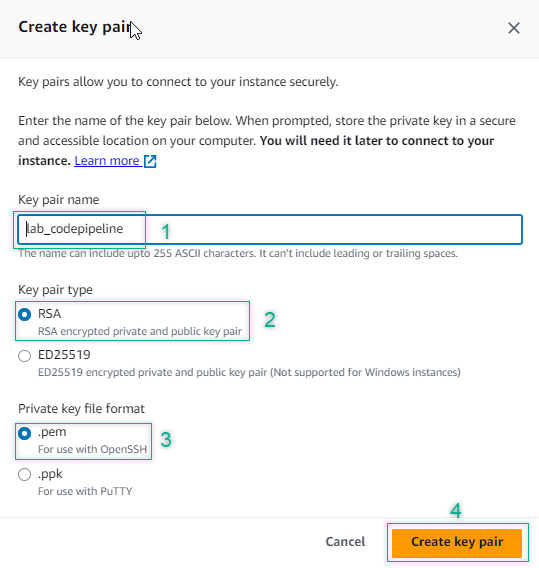 Create key pair
Key pairs allow you to connect to your instance securely.
Enter the name of the key pair below. When prompted, store the private key in a secure
and accessible location on your computer. You will need it later to connect to your
instance. Learn more
Key pair name
lab_codepipeline
1
The name can include upto 255 ASCII characters. It can't include leading or trailing spaces.
Key pair type
RSA
RSA encrypted private and public key pair
2
ED25519
ED25519 encrypted private and public key pair (Not supported for Windows instances)
Private key file format
.pem
For use with OpenSSH
3
.ppk
For use with PuTTY
4
Cancel
Create key pair